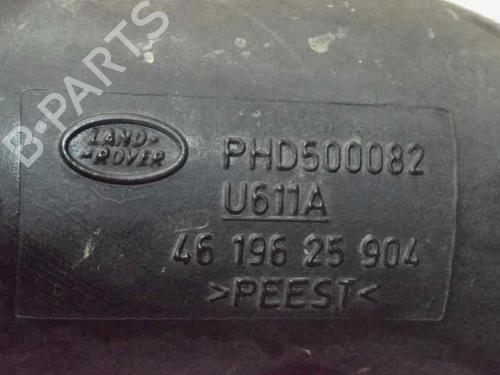 B-PARTS
LAND-
-ROVER
PHD500082
U611A
46 196 25 904
>PEEST<